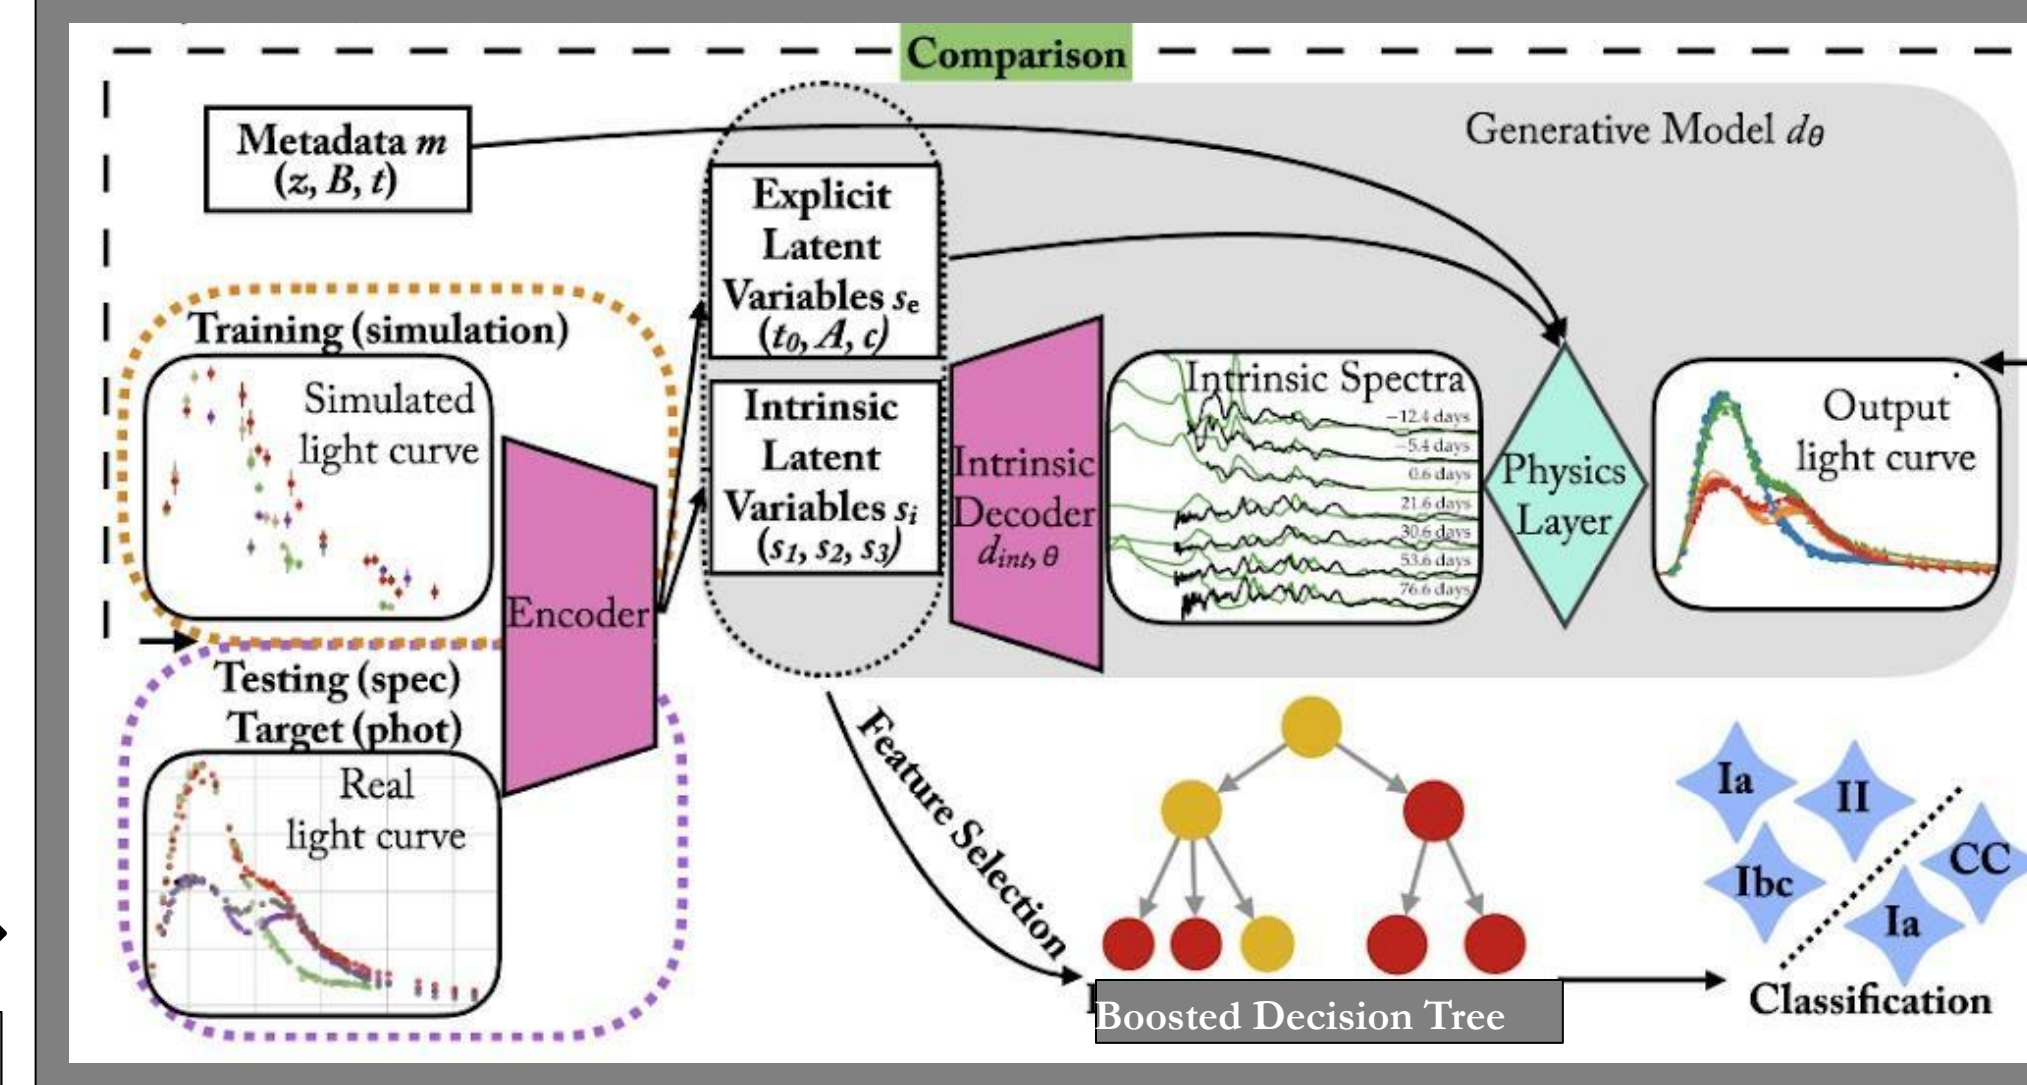 Comparison
Metadata m
(z, B, t)
Generative Model dθ
Explicit
Latent
Variables se
(t0, A, c)
Training (simulation)
Simulated
light curve
Intrinsic
Latent
Variables si
(s1, s2, s3)
Encoder
Intrinsic
Decoder
dint, θ
Intrinsic Spectra
−12.4 days
−5.4 days
0.6 days
21.6 days
30.6 days
53.6 days
76.6 days
Physics
Layer
Output
light curve
Testing (spec)
Target (phot)
Real
light curve
Feature Selection
Boosted Decision Tree
Ia
II
Ibc
CC
Ia
Classification